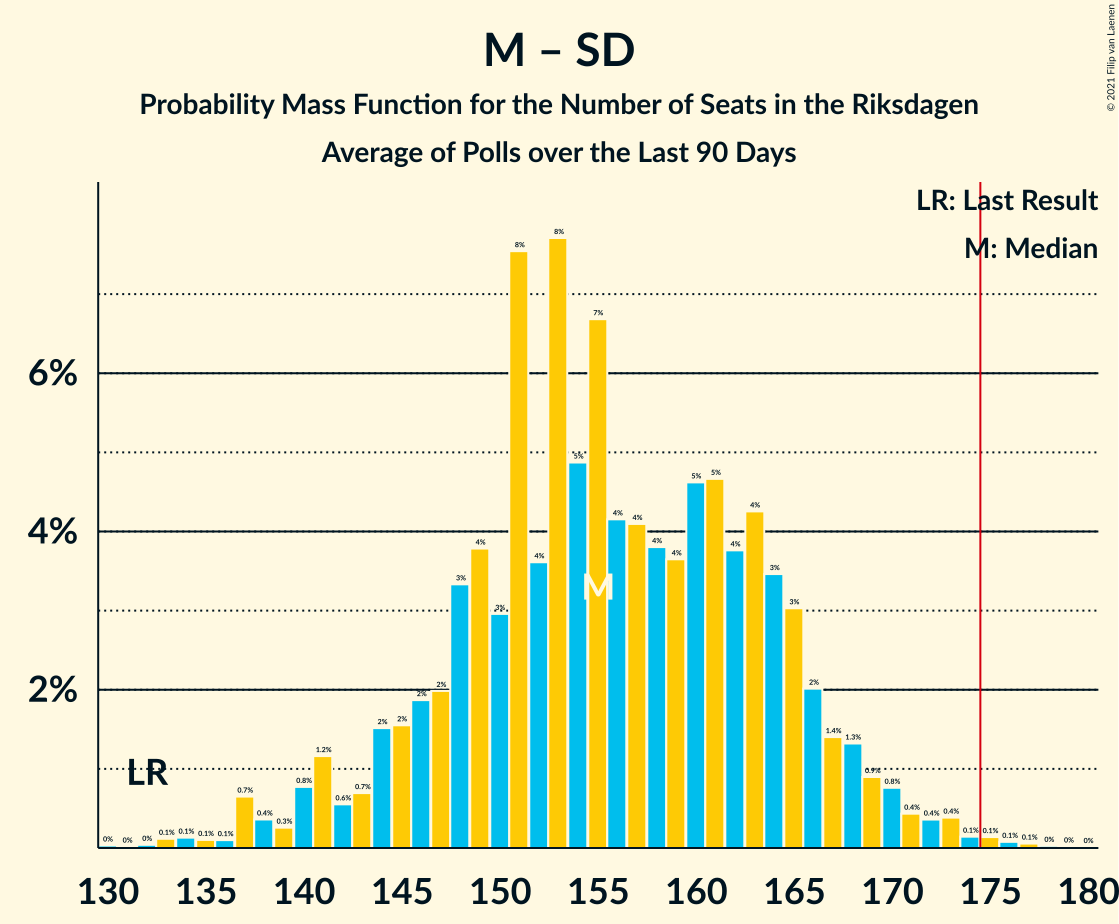 M – SD
Probability Mass Function for the Number of Seats in the Riksdagen
Average of Polls over the Last 90 Days
© 2021 Filip van Laenen
LR: Last Result
M: Median
6%
4%
2%
0% 0% 0% 0.1% 0.1% 0.1% 0.1% 0.7% 0.4% 0.3% 0.8% 1.2% 0.6% 0.7% 2% 2% 2% 2% 3% 4% 3% 8% 4% 8% 5% 7% 4% 4% 4% 4% 5% 5% 4% 4% 3% 3% 2% 1.4% 1.3% 0.9% 0.8% 0.4% 0.4% 0.4% 0.1% 0.1% 0.1% 0.1% 0% 0% 0%
M
LR
130 135 140 145 150 155 160 165 170 175 180